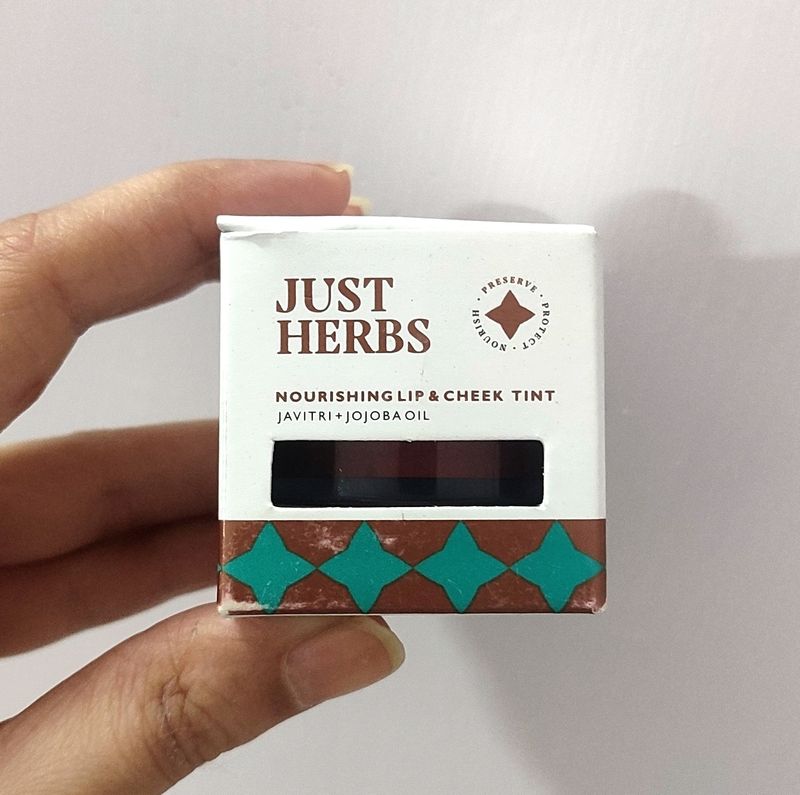 JUST
HERBS
PRESERVE · PROTECT · NOURISH ·
NOURISHING LIP & CHEEK TINT
JAVITRI + JOJOBA OIL